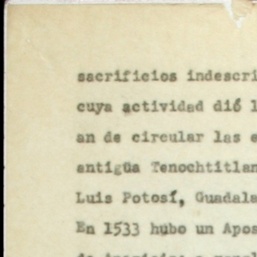 sacrificios indescri
cuya actividad dió l
an de circular las e
antigüa Tenochtitlan
Luis Potosí, Guadala
En 1533 hubo un Apos